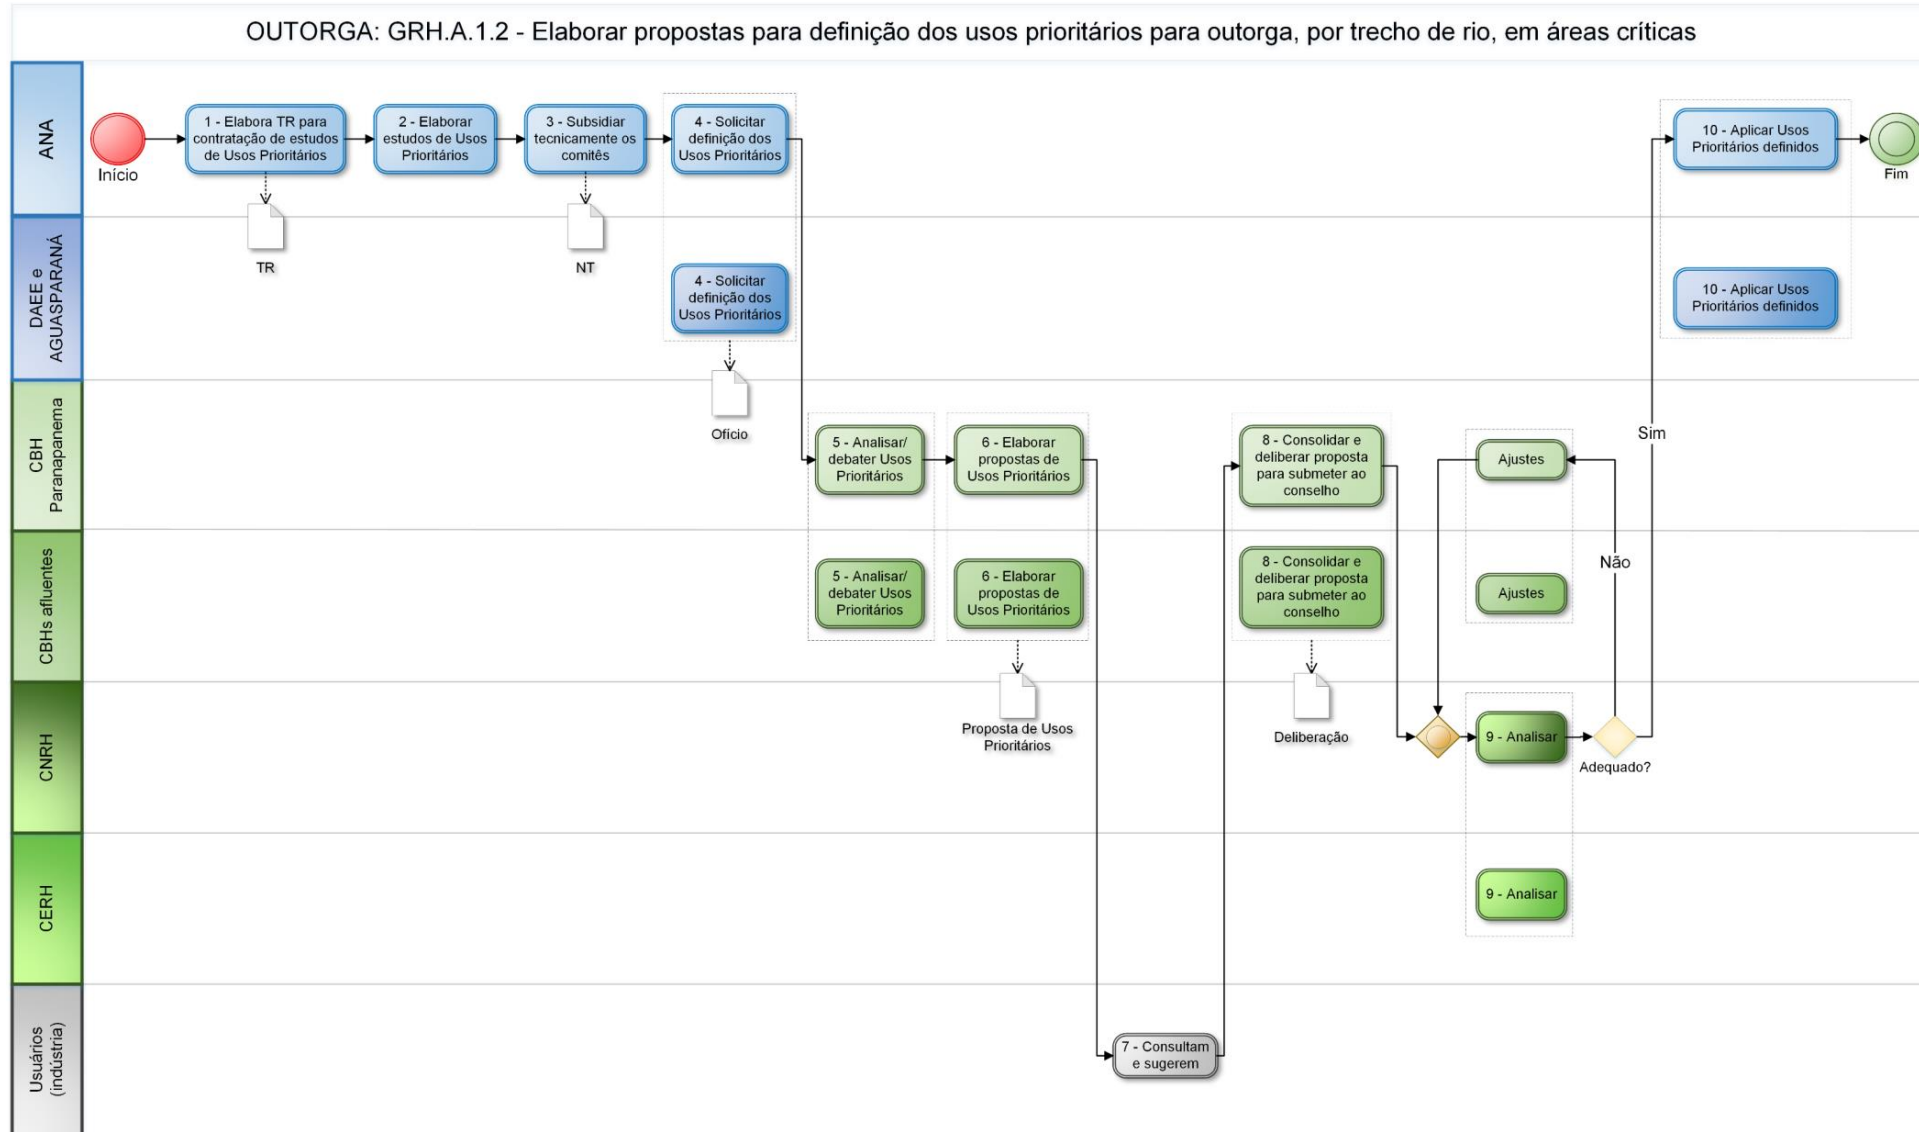 OUTORGA: GRH.A.1.2 - Elaborar propostas para definição dos usos prioritários para outorga, por trecho de rio, em áreas críticas
ANA
Início
1 - Elabora TR para
contratação de estudos
de Usos Prioritários
2 - Elaborar
estudos de Usos
Prioritários
3 - Subsidiar
tecnicamente os
comitês
4 - Solicitar
definição dos
Usos Prioritários
10 - Aplicar Usos
Prioritários definidos
Fim
TR
NT
DAEE e
AGUASPARANÁ
4 - Solicitar
definição dos
Usos Prioritários
10 - Aplicar Usos
Prioritários definidos
Ofício
CBH
Paranapanema
5 - Analisar/
debater Usos
Prioritários
6 - Elaborar
propostas de
Usos Prioritários
8 - Consolidar e
deliberar proposta
para submeter ao
conselho
Ajustes
Sim
CBHs afluentes
5 - Analisar/
debater Usos
Prioritários
6 - Elaborar
propostas de
Usos Prioritários
8 - Consolidar e
deliberar proposta
para submeter ao
conselho
Ajustes
Não
CNRH
Proposta de Usos
Prioritários
Deliberação
9 - Analisar
Adequado?
CERH
9 - Analisar
Usuários
(indústria)
7 - Consultam
e sugerem